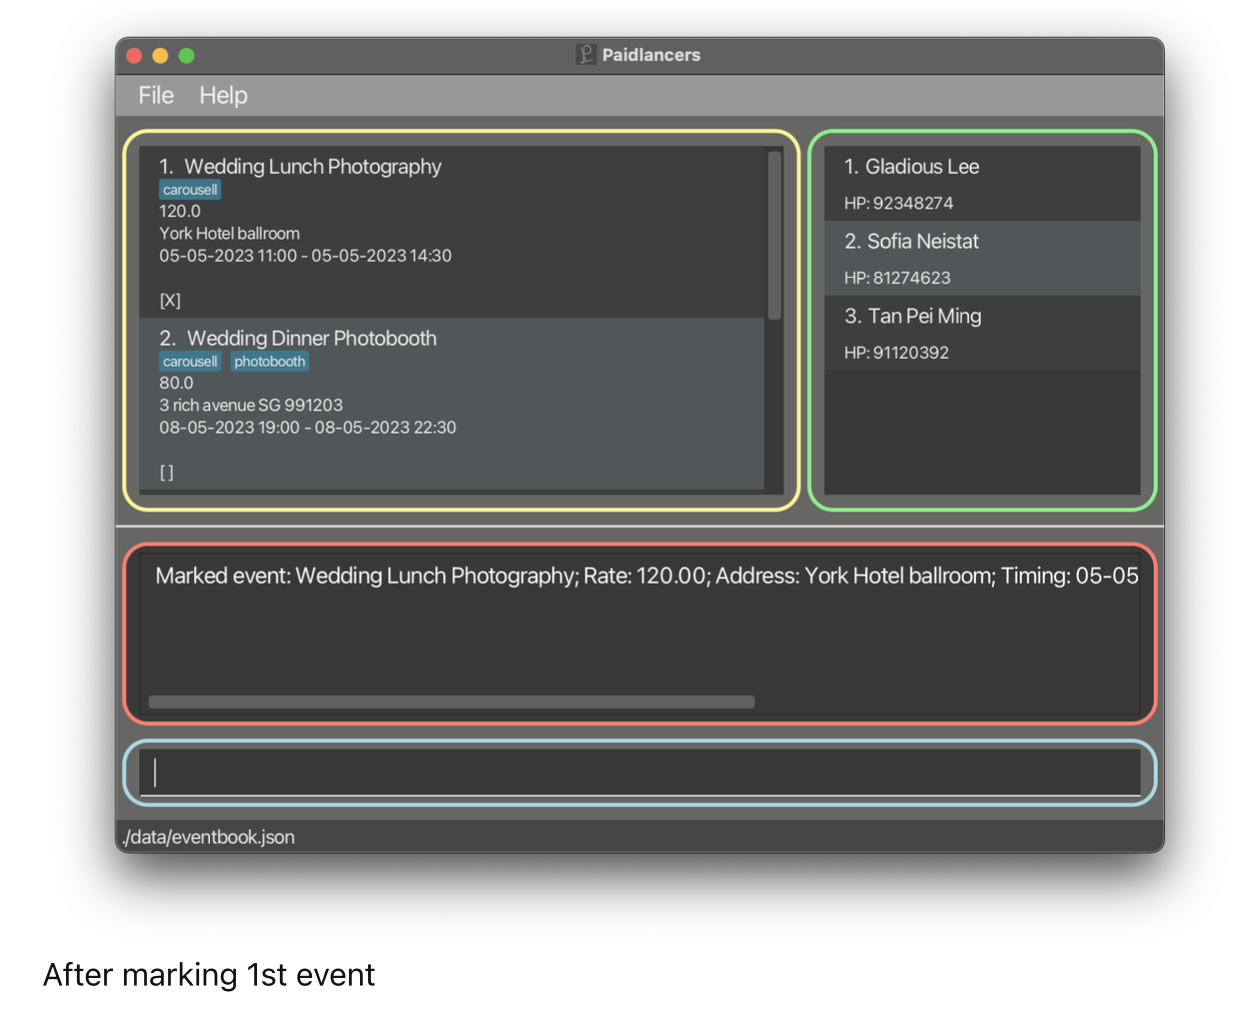 Paidlancers
File Help
1. Wedding Lunch Photography
carousell
120.0
York Hotel ballroom
05-05-2023 11:00 - 05-05-2023 14:30
[X]
2. Wedding Dinner Photobooth
carousell photobooth
80.0
3 rich avenue SG 991203
08-05-2023 19:00 - 08-05-2023 22:30
[ ]
1. Gladious Lee
HP: 92348274
2. Sofia Neistat
HP: 81274623
3. Tan Pei Ming
HP: 91120392
Marked event: Wedding Lunch Photography; Rate: 120.00; Address: York Hotel ballroom; Timing: 05-05
./data/eventbook.json
After marking 1st event